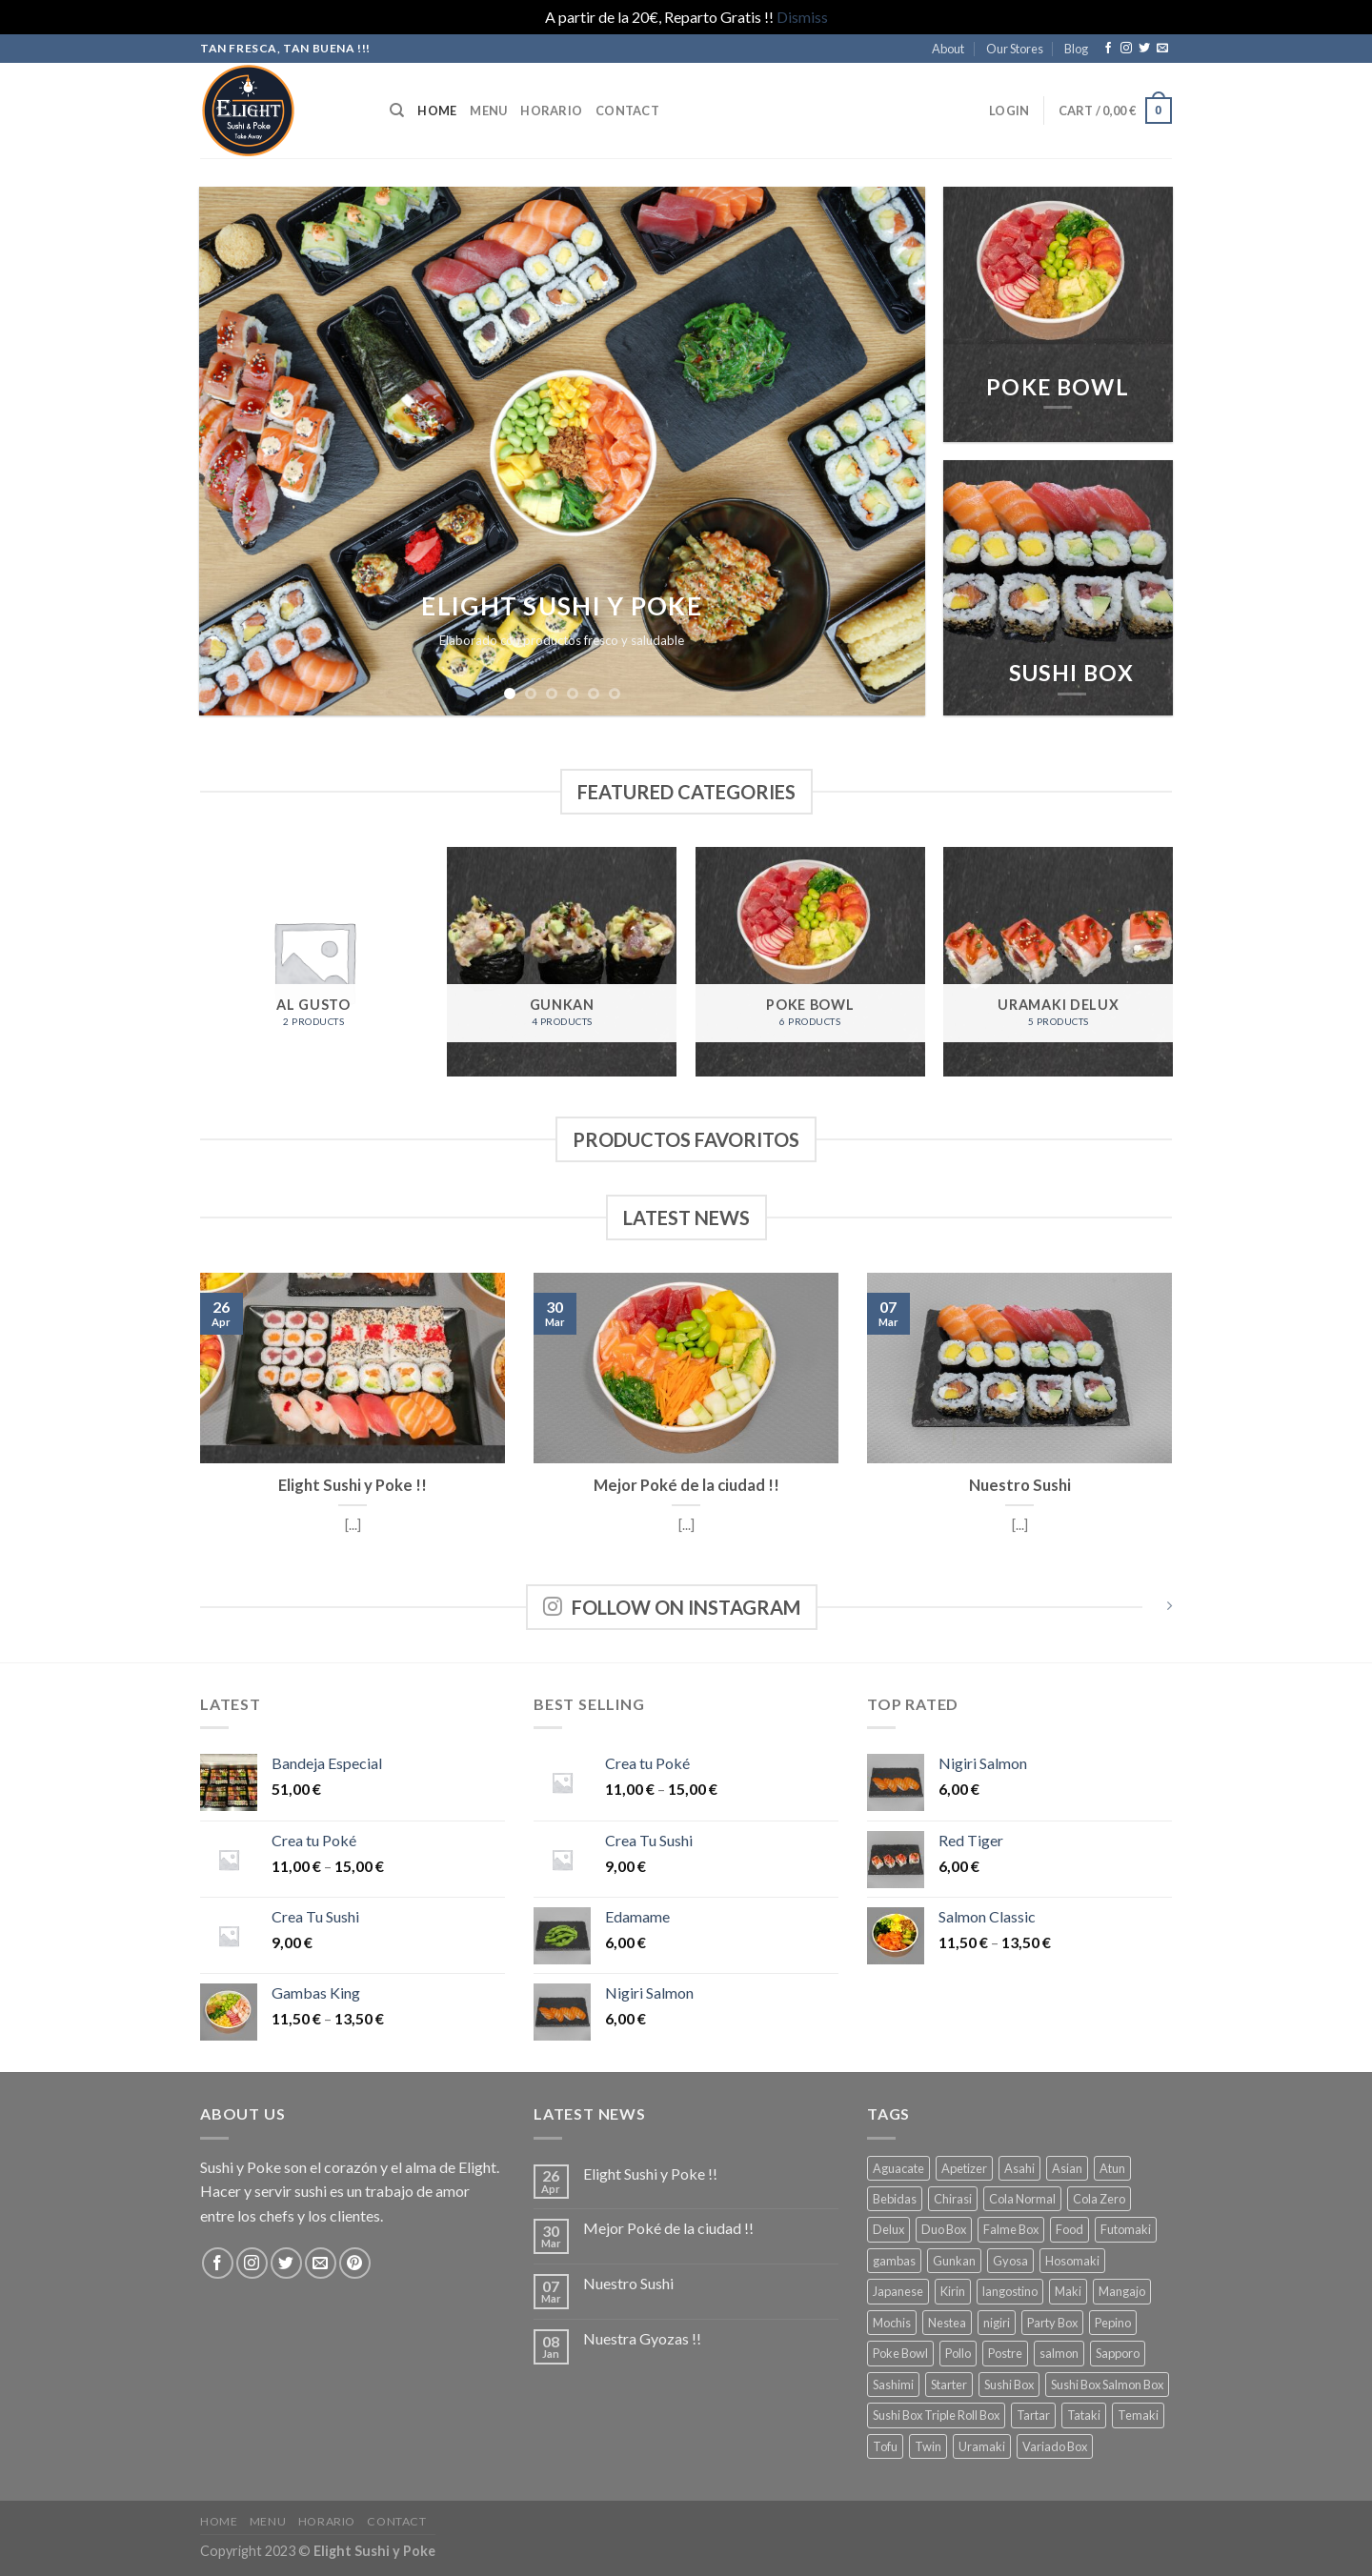 A partir de la 20€, Reparto Gratis !! Dismiss
TAN FRESCA, TAN BUENA !!!
About
Our Stores
Blog
ELIGHT
Sushi & Poke
Take Away
HOME
MENU
HORARIO
CONTACT
LOGIN
CART / 0,00 €
0
ELIGHT SUSHI Y POKE
Elaborado con productos fresco y saludable
POKE BOWL
SUSHI BOX
FEATURED CATEGORIES
AL GUSTO
2 PRODUCTS
GUNKAN
4 PRODUCTS
POKE BOWL
6 PRODUCTS
URAMAKI DELUX
5 PRODUCTS
PRODUCTOS FAVORITOS
LATEST NEWS
26
Apr
Elight Sushi y Poke !!
[...]
30
Mar
Mejor Poké de la ciudad !!
[...]
07
Mar
Nuestro Sushi
[...]
FOLLOW ON INSTAGRAM
LATEST
Bandeja Especial
51,00 €
Crea tu Poké
11,00 € – 15,00 €
Crea Tu Sushi
9,00 €
Gambas King
11,50 € – 13,50 €
BEST SELLING
Crea tu Poké
11,00 € – 15,00 €
Crea Tu Sushi
9,00 €
Edamame
6,00 €
Nigiri Salmon
6,00 €
TOP RATED
Nigiri Salmon
6,00 €
Red Tiger
6,00 €
Salmon Classic
11,50 € – 13,50 €
ABOUT US
Sushi y Poke son el corazón y el alma de Elight.
Hacer y servir sushi es un trabajo de amor
entre los chefs y los clientes.
LATEST NEWS
26
Apr
Elight Sushi y Poke !!
30
Mar
Mejor Poké de la ciudad !!
07
Mar
Nuestro Sushi
08
Jan
Nuestra Gyozas !!
TAGS
Aguacate Apetizer Asahi Asian Atun
Bebidas Chirasi Cola Normal Cola Zero
Delux Duo Box Falme Box Food Futomaki
gambas Gunkan Gyosa Hosomaki
Japanese Kirin langostino Maki Mangajo
Mochis Nestea nigiri Party Box Pepino
Poke Bowl Pollo Postre salmon Sapporo
Sashimi Starter Sushi Box Sushi Box Salmon Box
Sushi Box Triple Roll Box Tartar Tataki Temaki
Tofu Twin Uramaki Variado Box
HOME MENU HORARIO CONTACT
Copyright 2023 © Elight Sushi y Poke